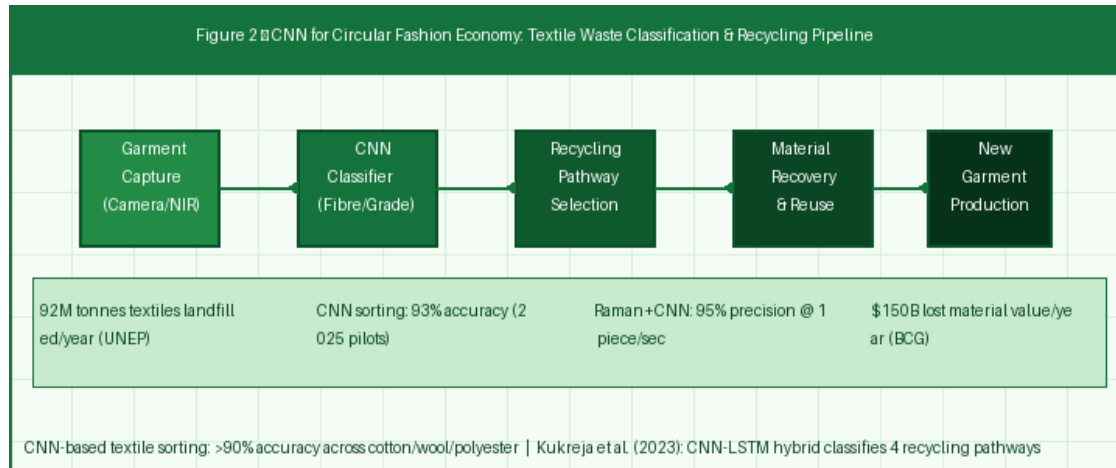 Figure 2 ▯ CNN for Circular Fashion Economy: Textile Waste Classification & Recycling Pipeline
Garment
Capture
(Camera/NIR)
CNN
Classifier
(Fibre/Grade)
Recycling
Pathway
Selection
Material
Recovery
& Reuse
New
Garment
Production
92M tonnes textiles landfill
ed/year (UNEP)
CNN sorting: 93% accuracy (2
025 pilots)
Raman+CNN: 95% precision @ 1
piece/sec
$150B lost material value/ye
ar (BCG)
CNN-based textile sorting: >90% accuracy across cotton/wool/polyester | Kukreja et al. (2023): CNN-LSTM hybrid classifies 4 recycling pathways